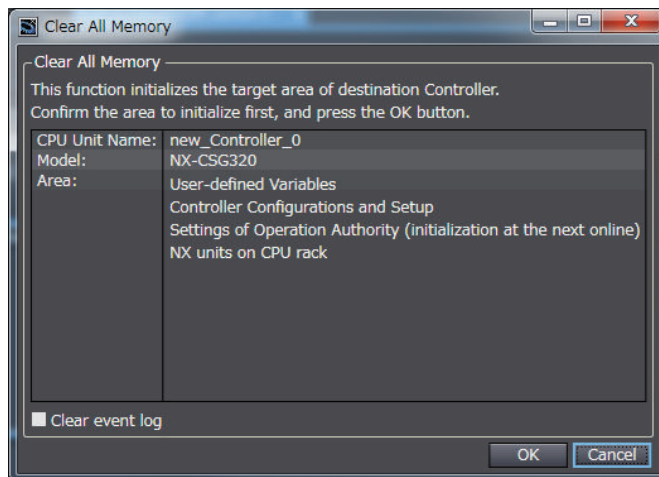 Clear All Memory
Clear All Memory
This function initializes the target area of destination Controller.
Confirm the area to initialize first, and press the OK button.
CPU Unit Name: new_Controller_0
Model: NX-CSG320
Area: User-defined Variables
Controller Configurations and Setup
Settings of Operation Authority (initialization at the next online)
NX units on CPU rack
Clear event log
OK Cancel